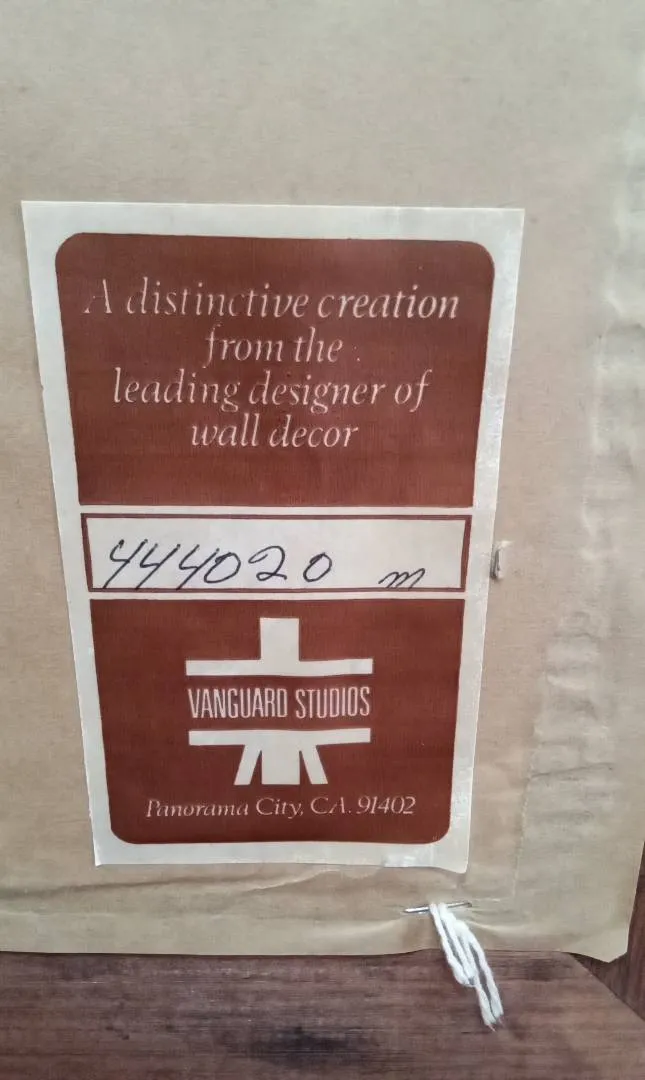 A distinctive creation
from the
leading designer of
wall decor
444020 m
VANGUARD STUDIOS
Panorama City, CA. 91402